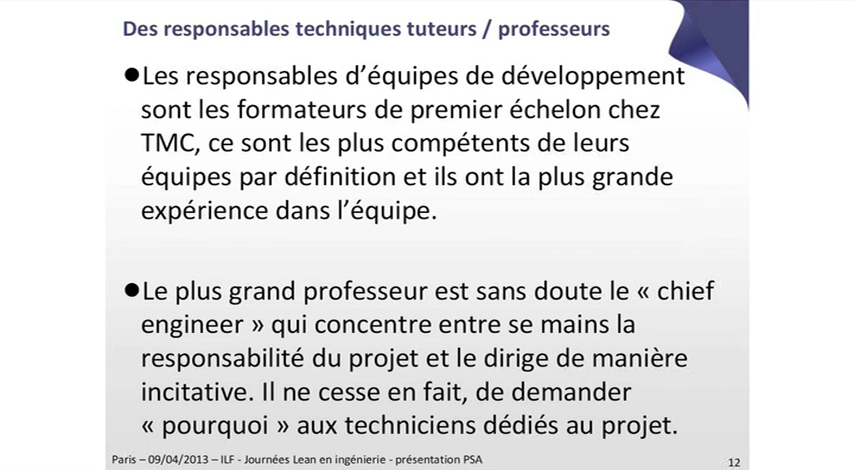 Des responsables techniques tuteurs / professeurs
●Les responsables d’équipes de développement
sont les formateurs de premier échelon chez
TMC, ce sont les plus compétents de leurs
équipes par définition et ils ont la plus grande
expérience dans l’équipe.
●Le plus grand professeur est sans doute le « chief
engineer » qui concentre entre se mains la
responsabilité du projet et le dirige de manière
incitative. Il ne cesse en fait, de demander
« pourquoi » aux techniciens dédiés au projet.
Paris – 09/04/2013 – ILF - Journées Lean en ingénierie - présentation PSA
12